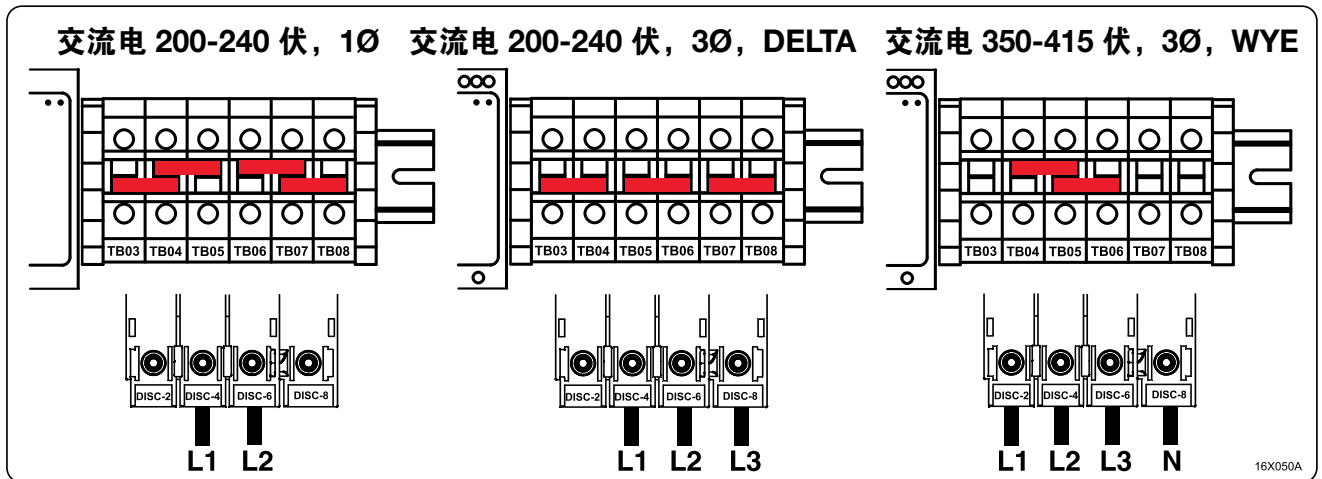 交流电 200-240 伏，1Ø
交流电 200-240 伏，3Ø，DELTA
交流电 350-415 伏，3Ø，WYE
TB03 TB04 TB05 TB06 TB07 TB08
TB03 TB04 TB05 TB06 TB07 TB08
TB03 TB04 TB05 TB06 TB07 TB08
DISC-2 DISC-4 DISC-6 DISC-8
DISC-2 DISC-4 DISC-6 DISC-8
DISC-2 DISC-4 DISC-6 DISC-8
L1 L2
L1 L2 L3
L1 L2 L3 N
16X050A